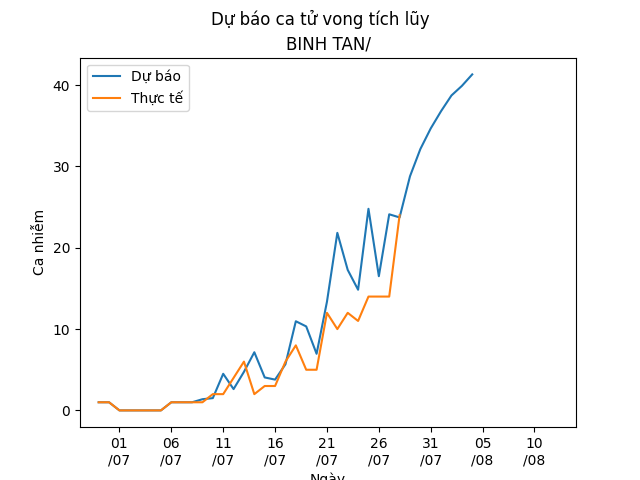 Dự báo ca tử vong tích lũy
BINH TAN/
Dự báo
Thực tế
Ca nhiễm
40
30
20
10
0
01 06 11 16 21 26 31 05 10
/07 /07 /07 /07 /07 /07 /07 /08 /08
Ngày